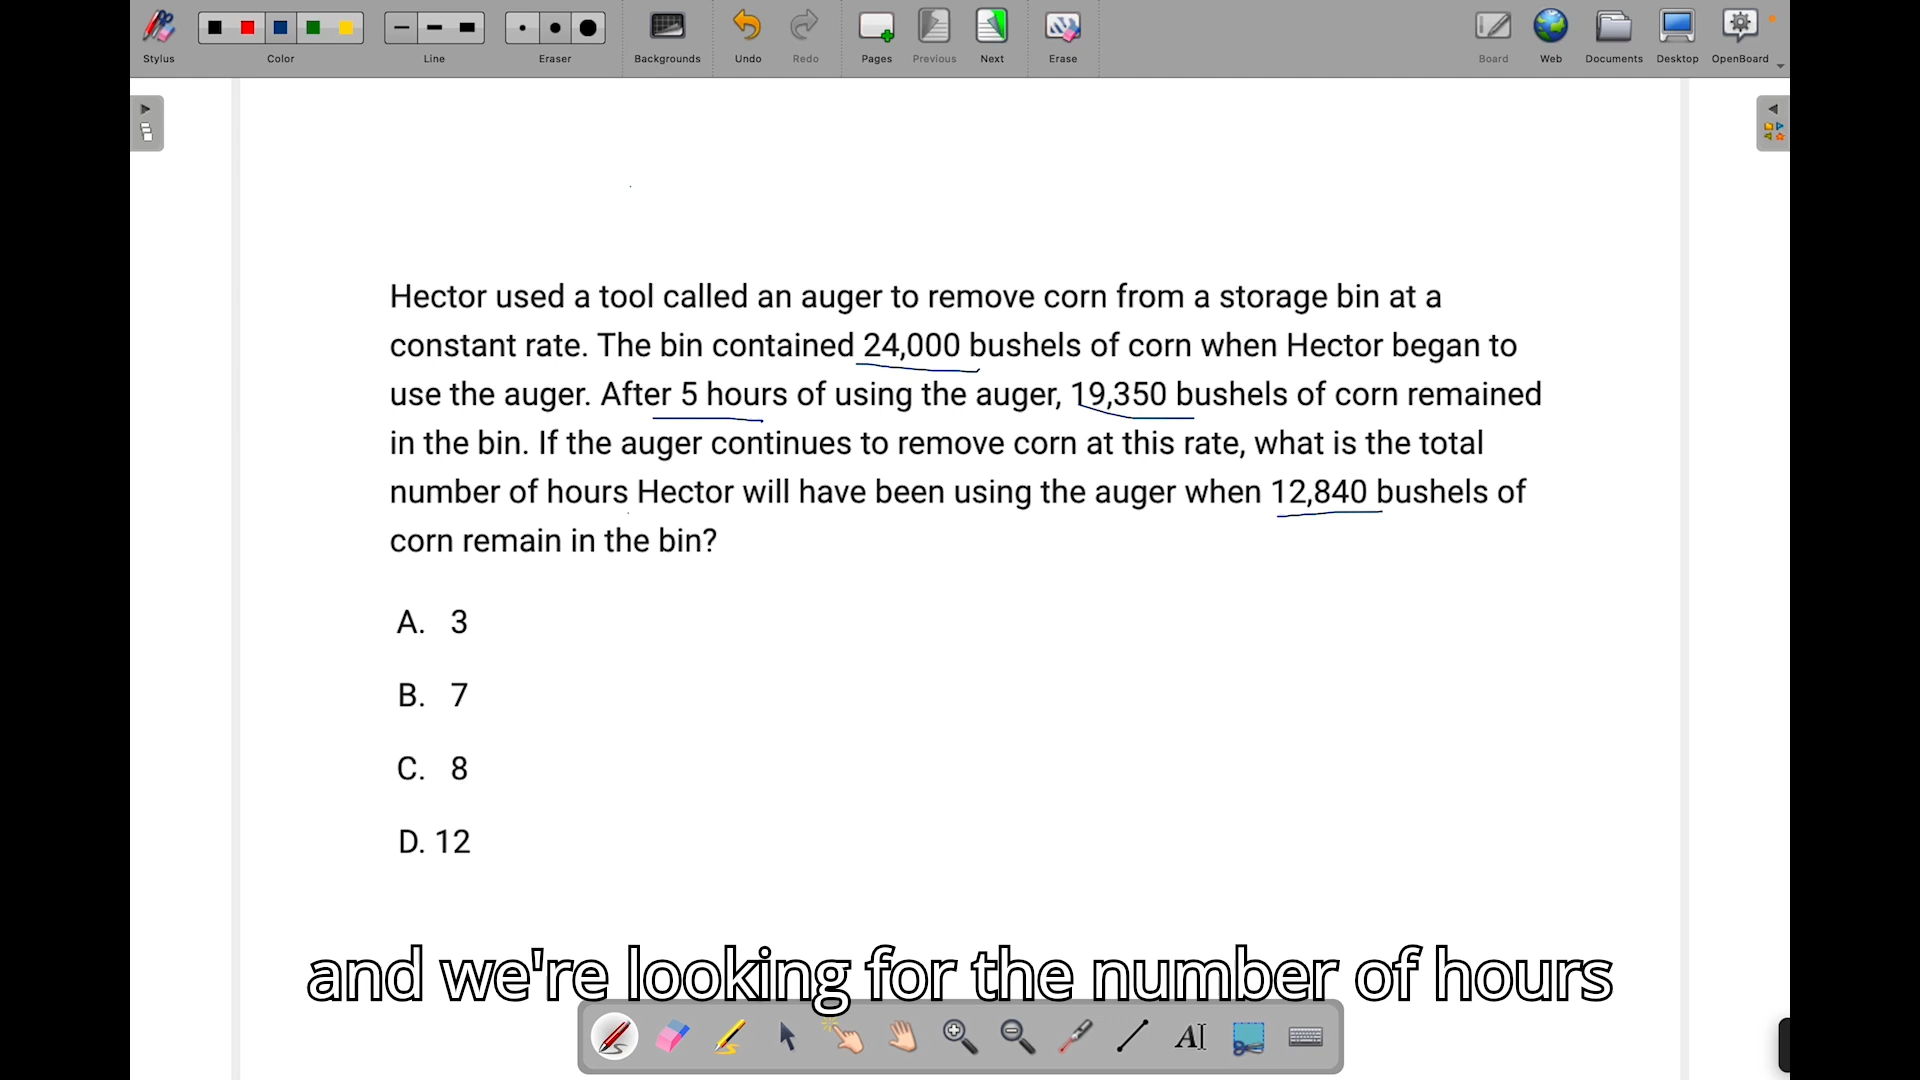 Stylus
Color
Line
Eraser
Backgrounds
Undo
Redo
Pages
Previous
Next
Erase
Board
Web
Documents
Desktop
OpenBoard
Hector used a tool called an auger to remove corn from a storage bin at a
constant rate. The bin contained 24,000 bushels of corn when Hector began to
use the auger. After 5 hours of using the auger, 19,350 bushels of corn remained
in the bin. If the auger continues to remove corn at this rate, what is the total
number of hours Hector will have been using the auger when 12,840 bushels of
corn remain in the bin?
A. 3
B. 7
C. 8
D. 12
and we're looking for the number of hours
AI